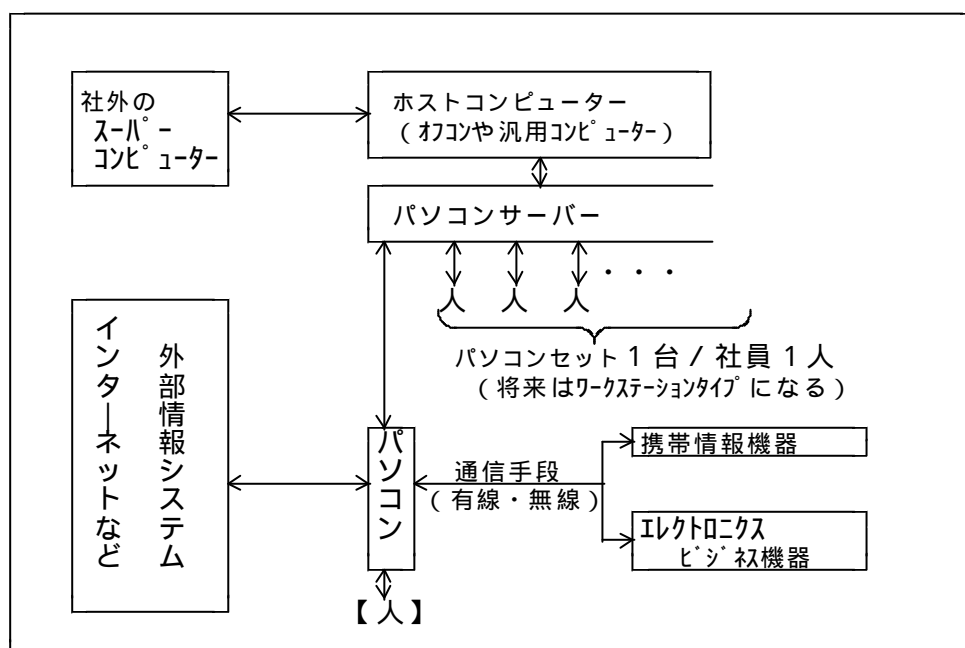 社外の
スーパー
コンピューター
ホストコンピューター
(オフコンや汎用コンピューター)
パソコンサーバー
・・・
人 人 人
パソコンセット1台/社員1人
(将来はワークステーションタイプになる)
外部情報システム
インターネットなど
パソコン
通信手段
(有線・無線)
携帯情報機器
エレクトロニクス
ビジネス機器
【人】